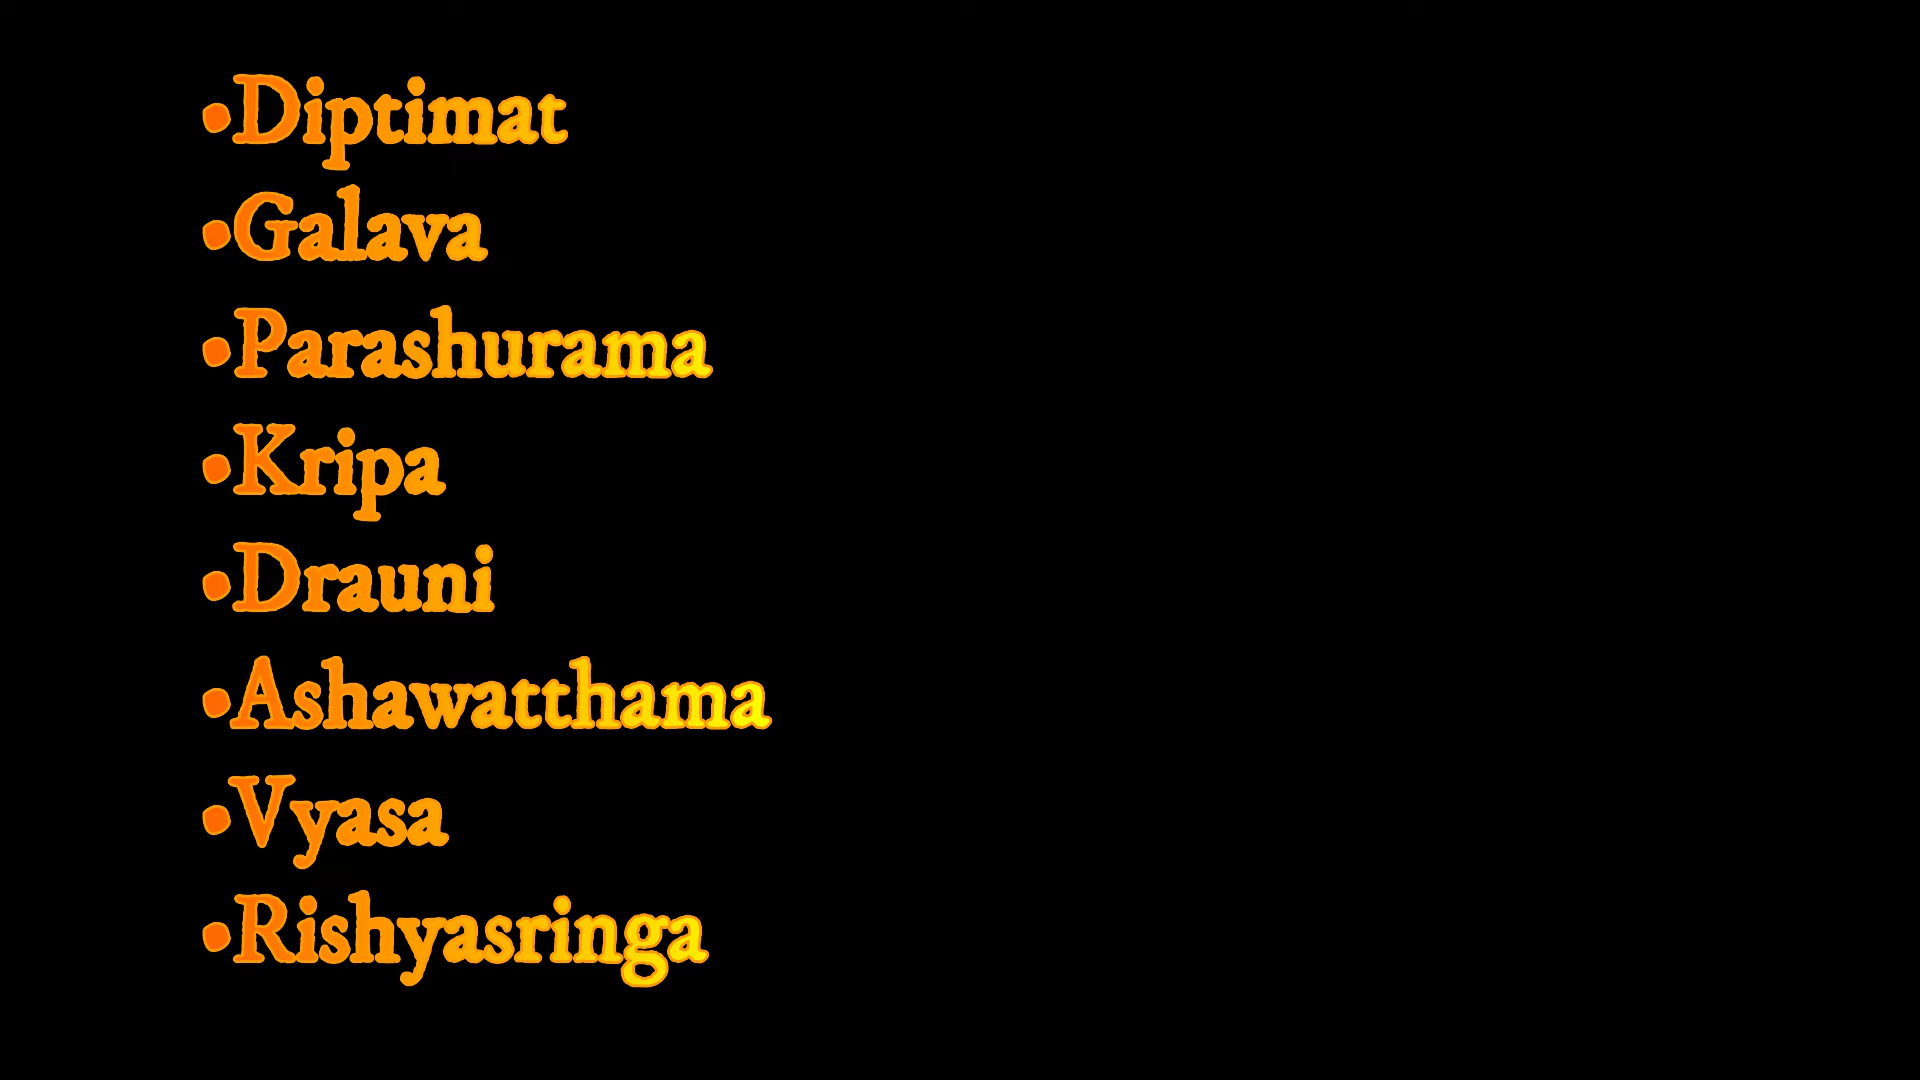 •Diptimat
•Galava
•Parashurama
•Kripa
•Drauni
•Ashawatthama
•Vyasa
•Rishyasringa